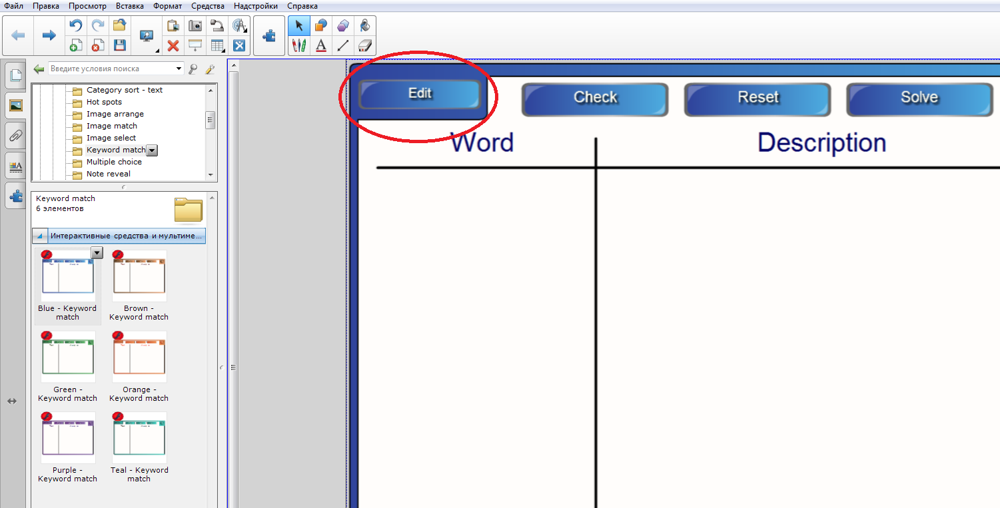 Файл Правка Просмотр Вставка Формат Средства Надстройки Справка
Введите условия поиска
Category sort - text
Hot spots
Image arrange
Image match
Image select
Keyword match
Multiple choice
Note reveal
Keyword match
6 элементов
Интерактивные средства и мультиме...
Blue - Keyword
match
Brown -
Keyword match
Green -
Keyword match
Orange -
Keyword match
Purple -
Keyword match
Teal - Keyword
match
Edit Check Reset Solve
Word Description